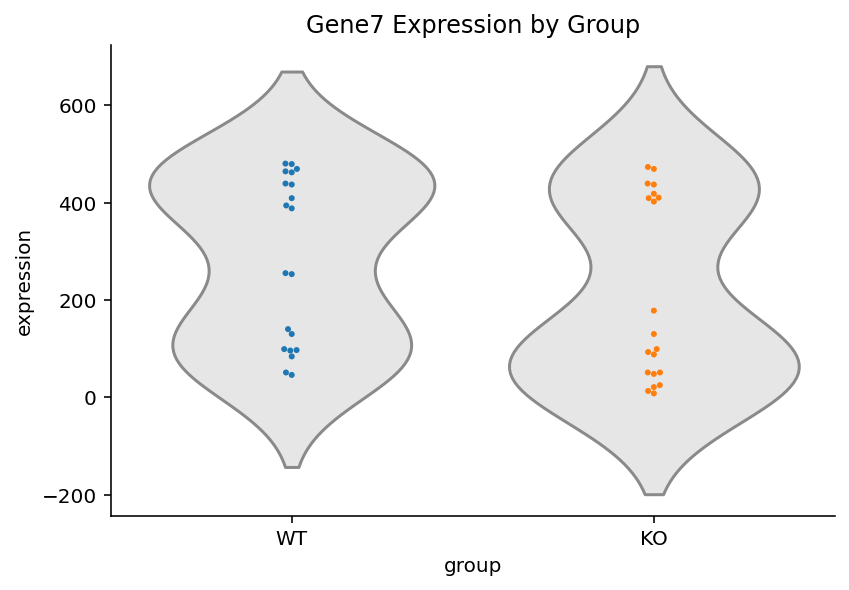 Gene7 Expression by Group
600
400
200
0
−200
expression
WT KO
group